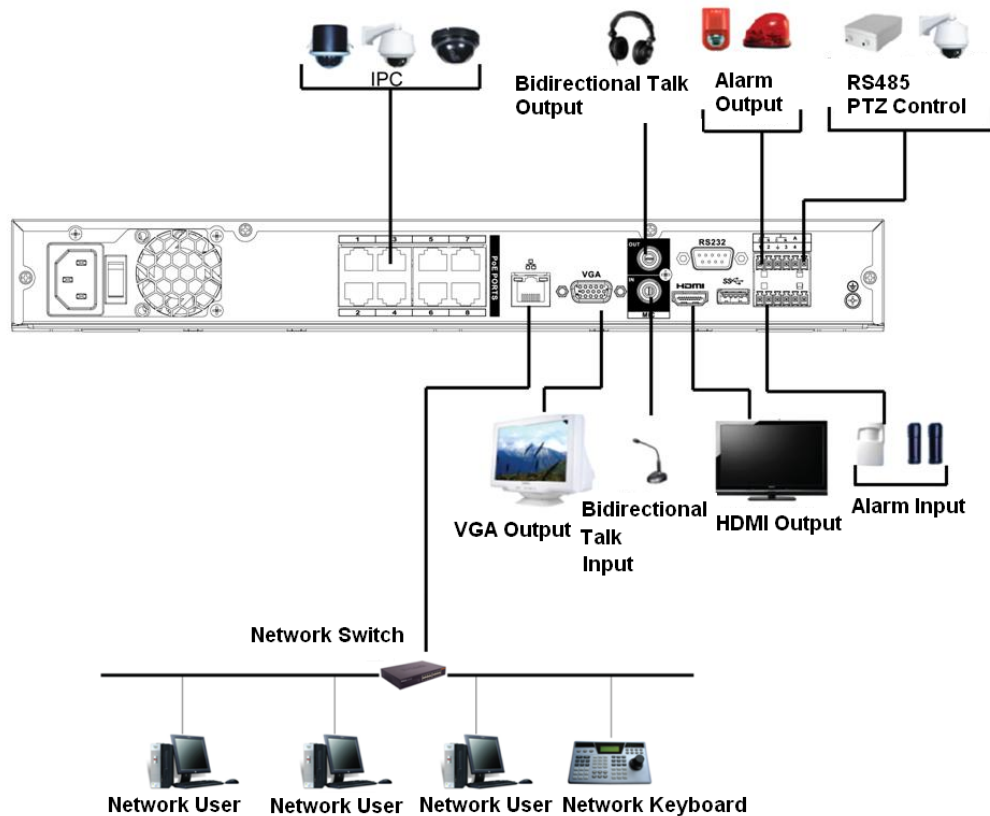 IPC
Bidirectional Talk
Output
Alarm
Output
RS485
PTZ Control
1 3 5 7
2 4 6 8
PoE PORTS
VGA
OUT
IN
MIC
RS232
HDMI
SS
A
VGA Output
Bidirectional
Talk
Input
HDMI Output
Alarm Input
Network Switch
Network User
Network User
Network User
Network Keyboard